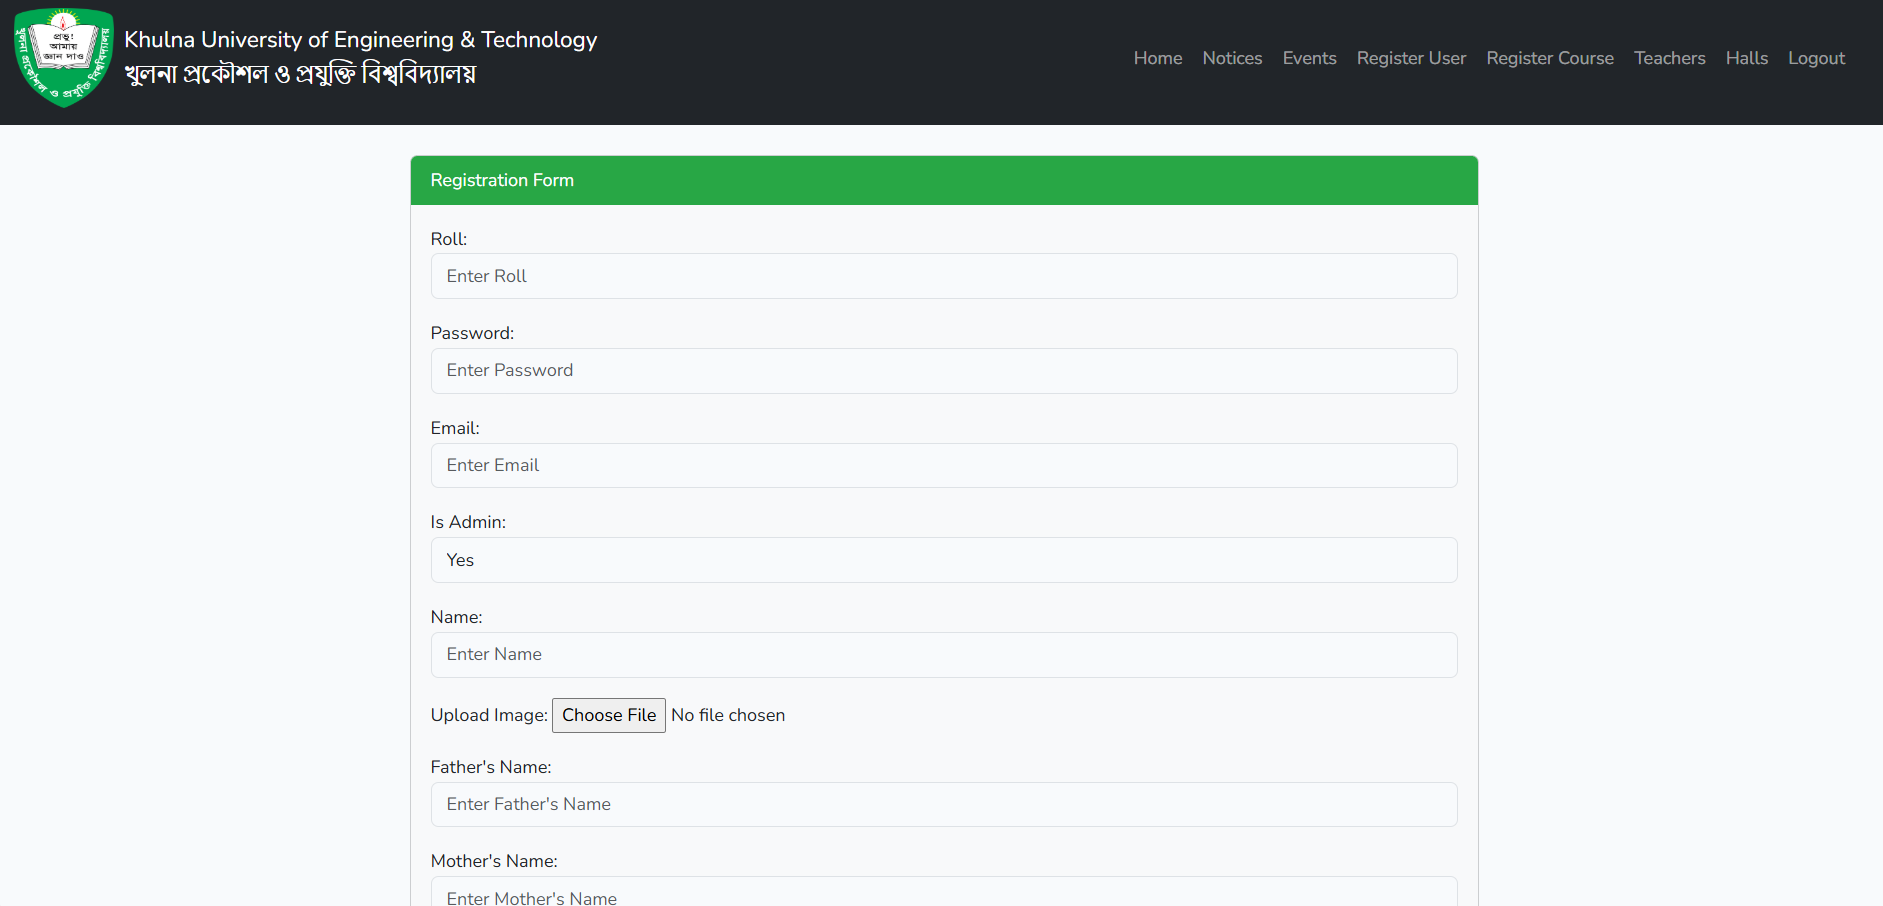 প্রভু!
আমায়
জ্ঞান দাও
খুলনা প্রকৌশল ও প্রযুক্তি বিশ্ববিদ্যালয়
Khulna University of Engineering & Technology
খুলনা প্রকৌশল ও প্রযুক্তি বিশ্ববিদ্যালয়
Home Notices Events Register User Register Course Teachers Halls Logout
Registration Form
Roll:
Enter Roll
Password:
Enter Password
Email:
Enter Email
Is Admin:
Yes
Name:
Enter Name
Upload Image: Choose File No file chosen
Father's Name:
Enter Father's Name
Mother's Name:
Enter Mother's Name